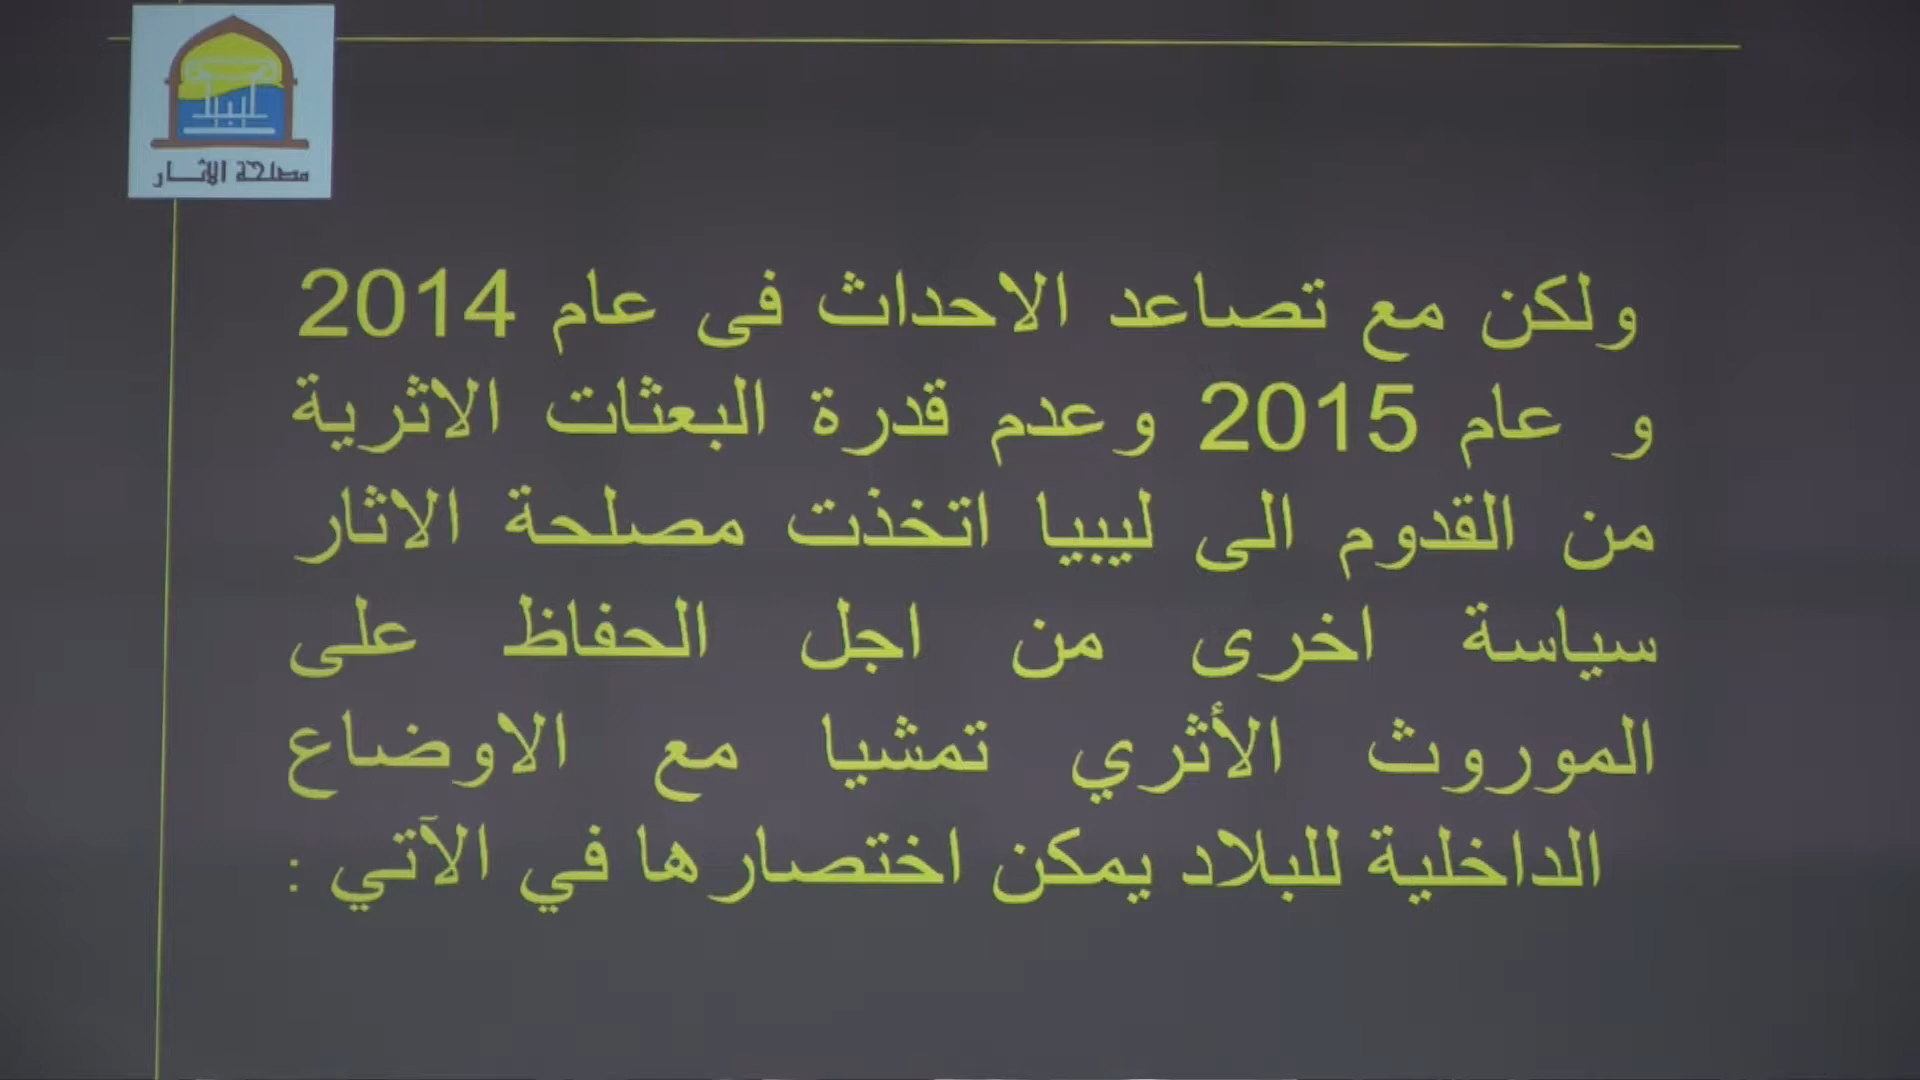 ليبيا
مصلحة الآثـــار
ولكن مع تصاعد الاحداث فى عام 2014
و عام 2015 وعدم قدرة البعثات الاثرية
من القدوم الى ليبيا اتخذت مصلحة الاثار
سياسة اخرى من اجل الحفاظ على
الموروث الأثري تمشيا مع الاوضاع
الداخلية للبلاد يمكن اختصارها في الآتي :